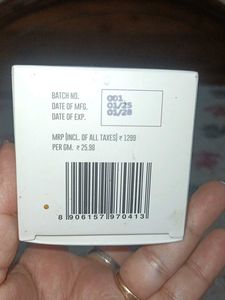 BATCH NO. 001
DATE OF MFG. 01/25
DATE OF EXP. 01/28
MRP (INCL. OF ALL TAXES) ₹ 1299
PER GM. ₹ 25.98
8 906157 970413